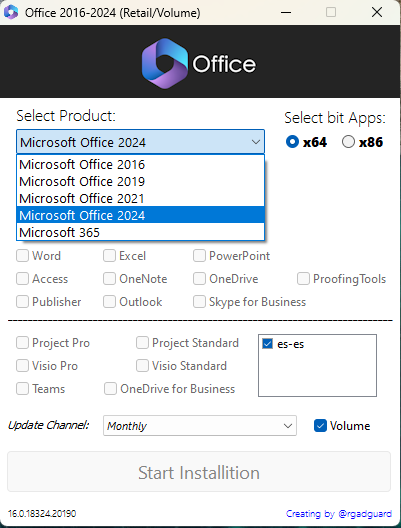 Office 2016-2024 (Retail/Volume)
Office
Select Product:
Select bit Apps:
Microsoft Office 2024
x64 x86
Microsoft Office 2016
Microsoft Office 2019
Microsoft Office 2021
Microsoft Office 2024
Microsoft 365
Word Excel PowerPoint
Access OneNote OneDrive ProofingTools
Publisher Outlook Skype for Business
Project Pro Project Standard es-es
Visio Pro Visio Standard
Teams OneDrive for Business
Update Channel: Monthly Volume
Start Installition
16.0.18324.20190 Creating by @rgadguard